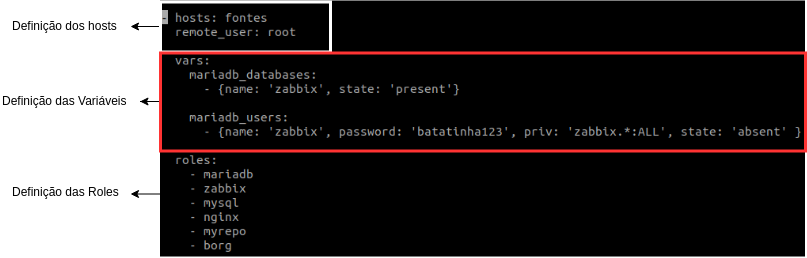 Definição dos hosts
- hosts: fontes
remote_user: root
Definição das Variáveis
vars:
mariadb_databases:
- {name: 'zabbix', state: 'present'}
mariadb_users:
- {name: 'zabbix', password: 'batatinha123', priv: 'zabbix.*:ALL', state: 'absent' }
Definição das Roles
roles:
- mariadb
- zabbix
- mysql
- nginx
- myrepo
- borg